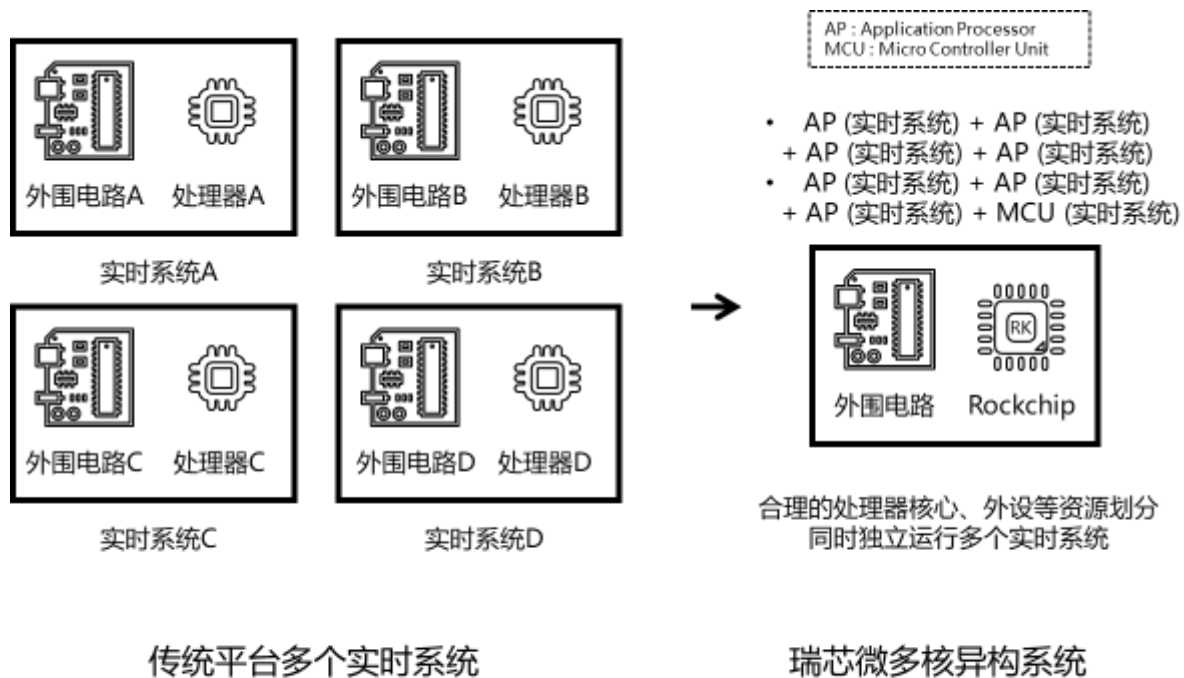 AP : Application Processor
MCU : Micro Controller Unit
外围电路A 处理器A
实时系统A
外围电路B 处理器B
实时系统B
外围电路C 处理器C
实时系统C
外围电路D 处理器D
实时系统D
• AP (实时系统) + AP (实时系统)
+ AP (实时系统) + AP (实时系统)
• AP (实时系统) + AP (实时系统)
+ AP (实时系统) + MCU (实时系统)
RK
外围电路 Rockchip
合理的处理器核心、外设等资源划分
同时独立运行多个实时系统
传统平台多个实时系统
瑞芯微多核异构系统